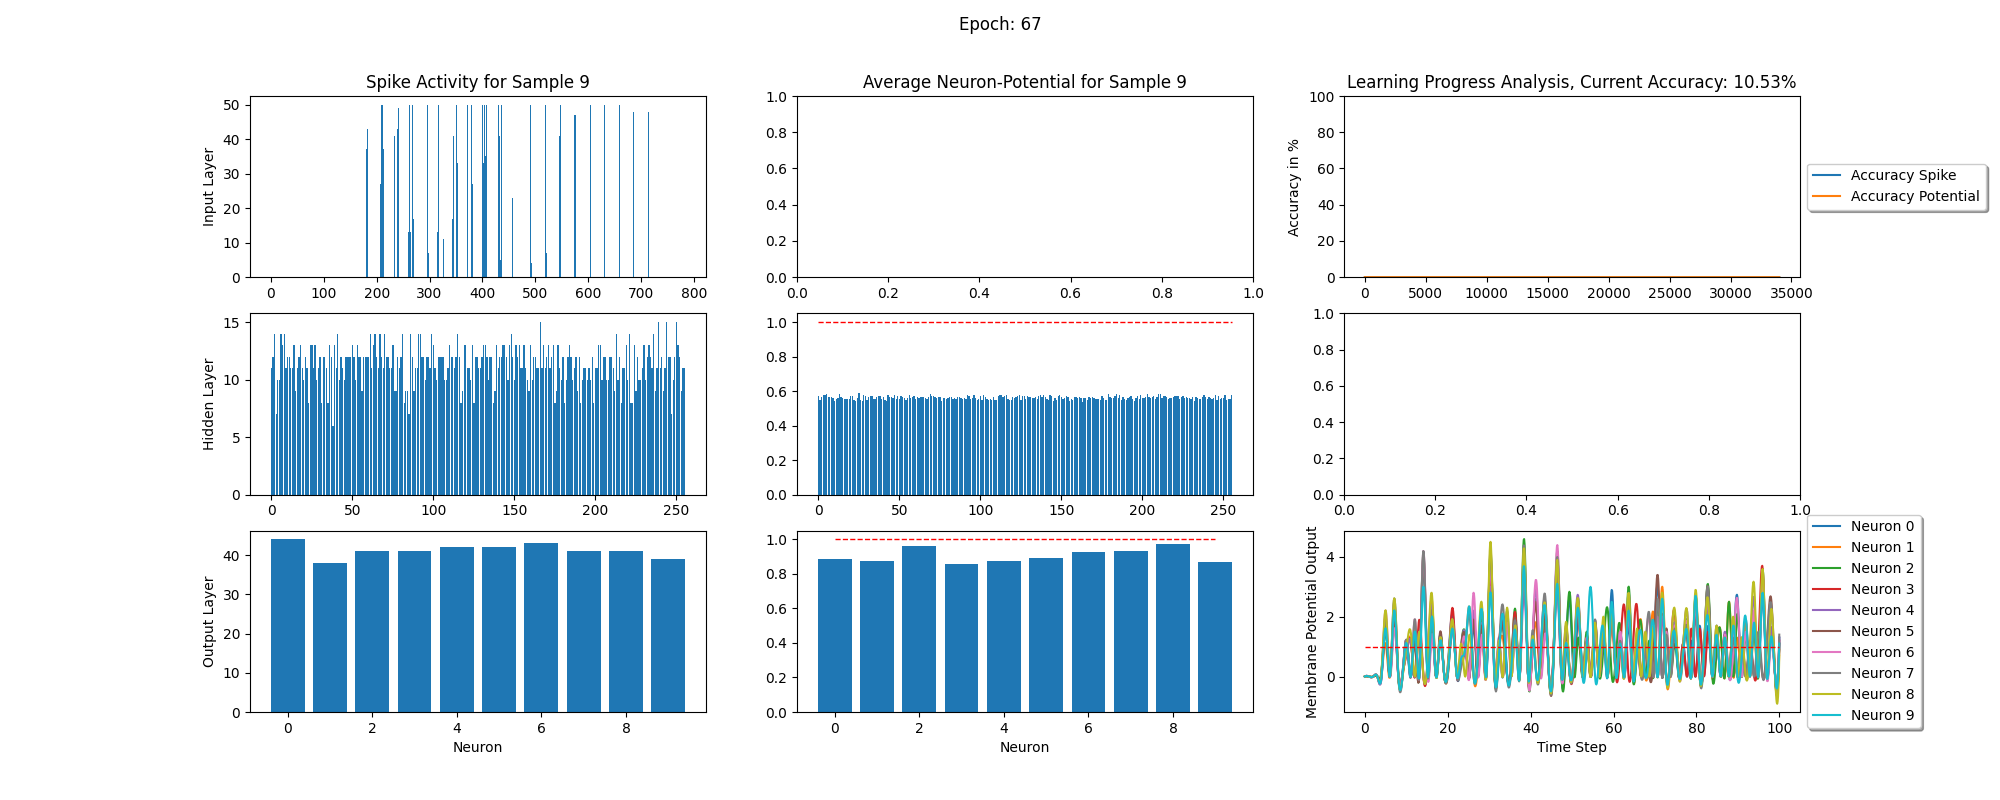 Epoch: 67
Spike Activity for Sample 9
Average Neuron-Potential for Sample 9
Learning Progress Analysis, Current Accuracy: 10.53%
Input Layer
50
40
30
20
10
0
0 100 200 300 400 500 600 700 800
1.0
0.8
0.6
0.4
0.2
0.0
0.0 0.2 0.4 0.6 0.8 1.0
Accuracy in %
100
80
60
40
20
0
0 5000 10000 15000 20000 25000 30000 35000
Accuracy Spike
Accuracy Potential
Hidden Layer
15
10
5
0
0 50 100 150 200 250
1.0
0.8
0.6
0.4
0.2
0.0
0 50 100 150 200 250
1.0
0.8
0.6
0.4
0.2
0.0
0.0 0.2 0.4 0.6 0.8 1.0
Output Layer
40
30
20
10
0
0 2 4 6 8
Neuron
1.0
0.8
0.6
0.4
0.2
0.0
0 2 4 6 8
Neuron
Membrane Potential Output
4
2
0
0 20 40 60 80 100
Time Step
Neuron 0
Neuron 1
Neuron 2
Neuron 3
Neuron 4
Neuron 5
Neuron 6
Neuron 7
Neuron 8
Neuron 9